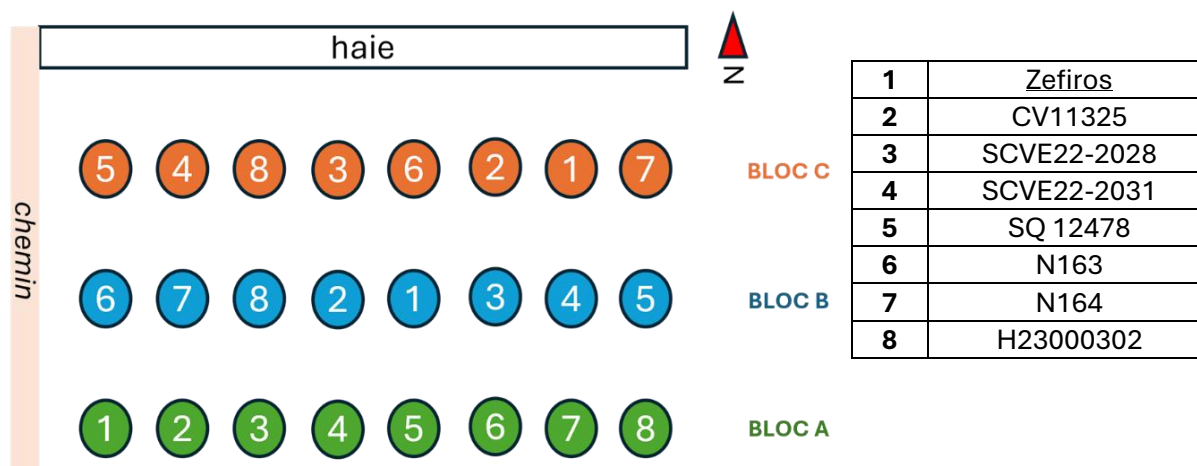 haie
N
chemin
5 4 8 3 6 2 1 7 BLOC C
6 7 8 2 1 3 4 5 BLOC B
1 2 3 4 5 6 7 8 BLOC A
1 Zefiros
2 CV11325
3 SCVE22-2028
4 SCVE22-2031
5 SQ 12478
6 N163
7 N164
8 H23000302